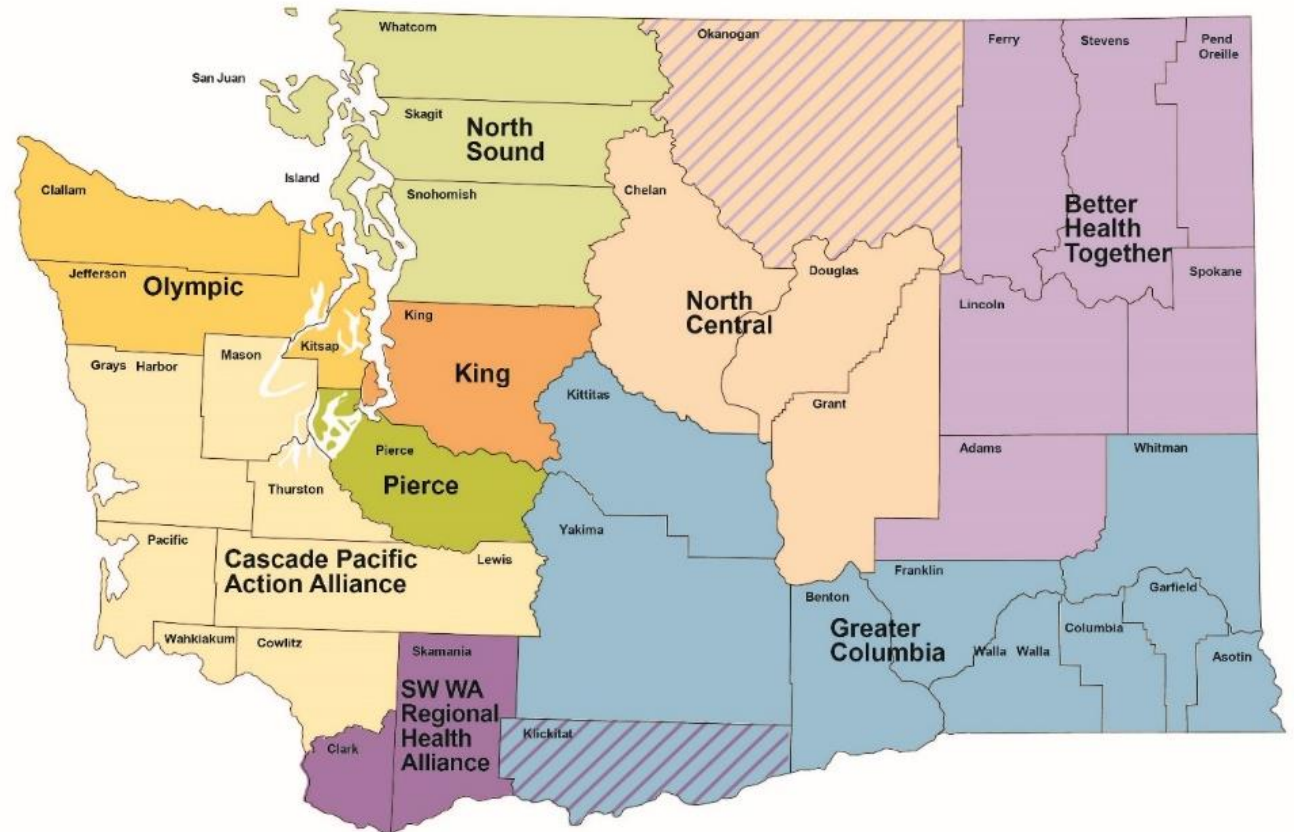 Whatcom
Okanogan
Ferry
Stevens
Pend
Oreille
San Juan
Skagit
North
Sound
Island
Snohomish
Chelan
Clallam
Better
Health
Together
Jefferson
Olympic
Douglas
Spokane
North
Central
Lincoln
King
King
Kitsap
Mason
Grays Harbor
Kittitas
Grant
Pierce
Pierce
Adams
Whitman
Thurston
Yakima
Pacific
Cascade Pacific
Action Alliance
Lewis
Franklin
Benton
Garfield
Greater
Columbia
Columbia
Walla Walla
Asotin
Wahkiakum
Cowlitz
Skamania
SW WA
Regional
Health
Alliance
Clark
Klickitat